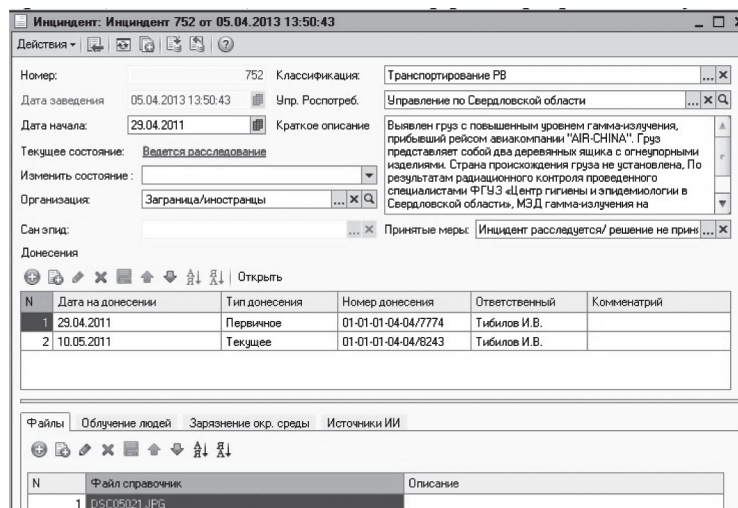 Инцидент: Инциндент 752 от 05.04.2013 13:50:43
Действия
Номер: 752 Классификация: Транспортирование РВ
Дата заведения 05.04.2013 13:50:43 Упр. Роспотреб. Управление по Свердловской области
Дата начала: 29.04.2011 Краткое описание
Выявлен груз с повышенным уровнем гамма-излучения,
прибывший рейсом авиакомпании "AIR-CHINA". Груз
представляет собой два деревянных ящика с огнеупорными
изделиями. Страна происхождения груза не установлена, По
результатам радиационного контроля проведенного
специалистами ФГУЗ «Центр гигиены и эпидемиологии в
Свердловской области», МЭД гамма-излучения на
Текущее состояние: Ведется расследование
Изменить состояние :
Организация: Заграница/иностранцы
Сан эпид: Принятые меры: Инцидент расследуется/ решение не прин
Донесения
Открыть
N Дата на донесении Тип донесения Номер донесения Ответственный Комменатрий
1 29.04.2011 Первичное 01-01-01-04-04/7774 Тибилов И.В.
2 10.05.2011 Текущее 01-01-01-04-04/8243 Тибилов И.В.
Файлы Облучение людей Зарязнение окр. среды Источники ИИ
N Файл справочник Описание
1 DSC05021.JPG